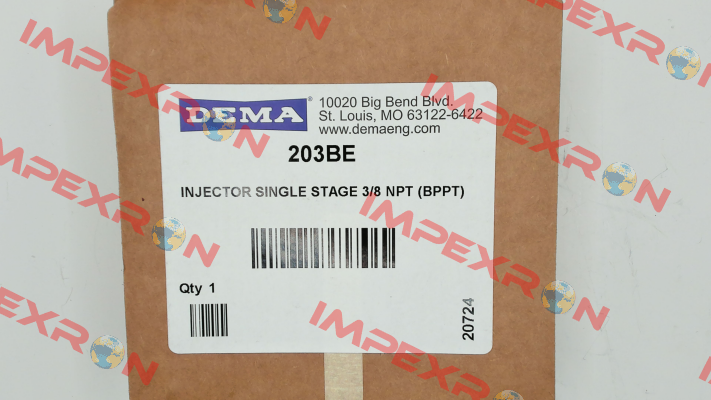 DEMA®
10020 Big Bend Blvd.
St. Louis, MO 63122-6422
www.demaeng.com
203BE
INJECTOR SINGLE STAGE 3/8 NPT (BPPT)
Qty 1
20724
IMPEXRON
IMPEXRON
IMPEXRON
IMPEXRON
IMPEXRON
IMPEXRON